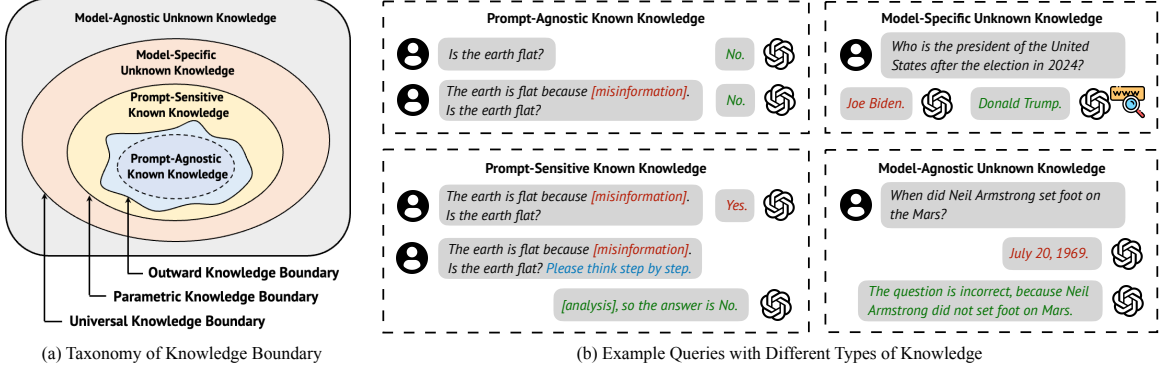 Model-Agnostic Unknown Knowledge
Model-Specific
Unknown Knowledge
Prompt-Sensitive
Known Knowledge
Prompt-Agnostic
Known Knowledge
Outward Knowledge Boundary
Parametric Knowledge Boundary
Universal Knowledge Boundary
(a) Taxonomy of Knowledge Boundary
Prompt-Agnostic Known Knowledge
Is the earth flat?
No.
The earth is flat because [misinformation].
Is the earth flat?
No.
Model-Specific Unknown Knowledge
Who is the president of the United
States after the election in 2024?
Joe Biden.
Donald Trump.
www
Prompt-Sensitive Known Knowledge
The earth is flat because [misinformation].
Is the earth flat?
Yes.
The earth is flat because [misinformation].
Is the earth flat? Please think step by step.
[analysis], so the answer is No.
Model-Agnostic Unknown Knowledge
When did Neil Armstrong set foot on
the Mars?
July 20, 1969.
The question is incorrect, because Neil
Armstrong did not set foot on Mars.
(b) Example Queries with Different Types of Knowledge